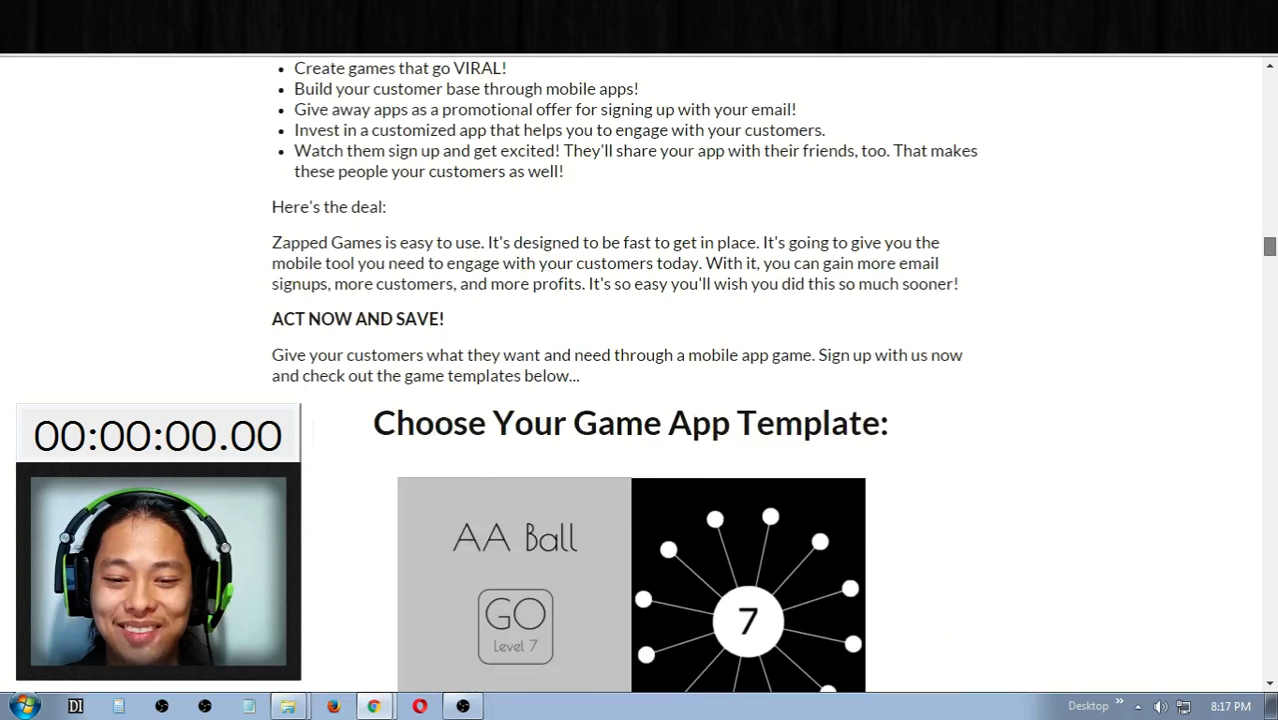 Create games that go VIRAL!
Build your customer base through mobile apps!
Give away apps as a promotional offer for signing up with your email!
Invest in a customized app that helps you to engage with your customers.
Watch them sign up and get excited! They'll share your app with their friends, too. That makes
these people your customers as well!
Here's the deal:
Zapped Games is easy to use. It's designed to be fast to get in place. It's going to give you the
mobile tool you need to engage with your customers today. With it, you can gain more email
signups, more customers, and more profits. It's so easy you'll wish you did this so much sooner!
ACT NOW AND SAVE!
Give your customers what they want and need through a mobile app game. Sign up with us now
and check out the game templates below...
00:00:00.00
Choose Your Game App Template:
AA Ball
GO
Level 7
7
DI
Desktop
8:17 PM